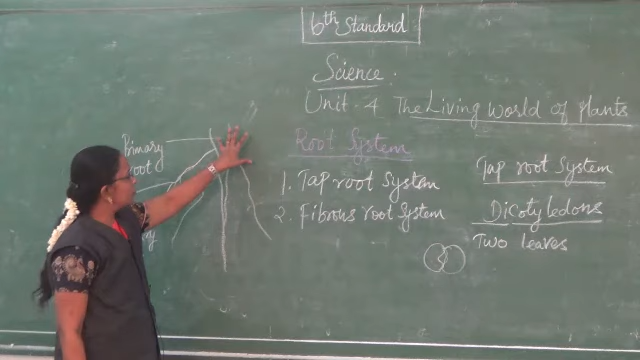 6th Standard
Science :
Unit - 4 The Living World of plants
Root System
1. Tap root System
2. Fibrous root System
Tap root System
Dicotyledons
Two leaves
Primary
root